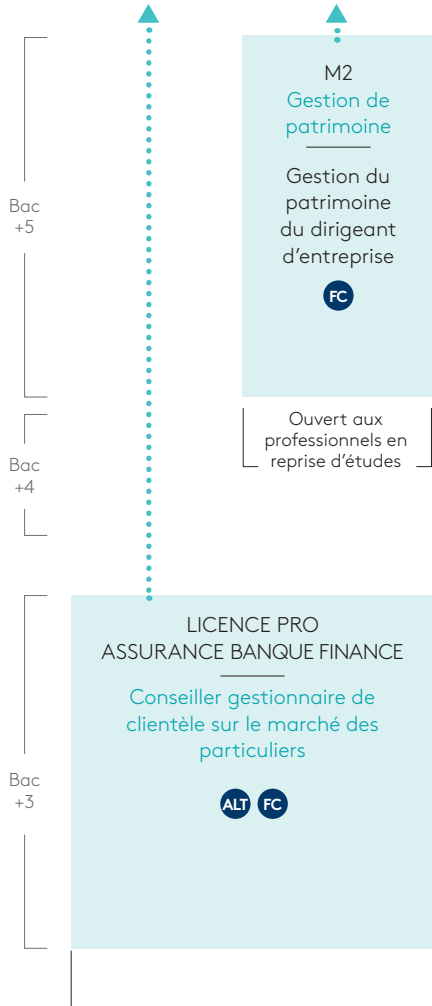 M2
Gestion de
patrimoine
Gestion du
patrimoine
du dirigeant
d’entreprise
FC
Bac
+5
Ouvert aux
professionnels en
reprise d’études
Bac
+4
LICENCE PRO
ASSURANCE BANQUE FINANCE
Conseiller gestionnaire de
clientèle sur le marché des
particuliers
ALT FC
Bac
+3